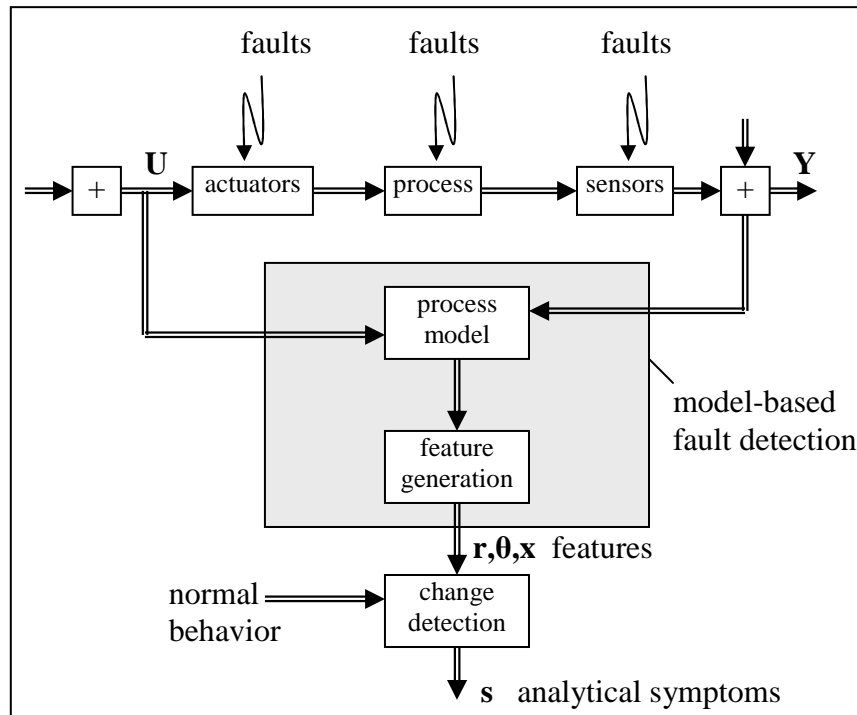 faults faults faults
U Y
+ actuators process sensors +
process
model
model-based
fault detection
feature
generation
r,θ,x features
normal
behavior
change
detection
s analytical symptoms